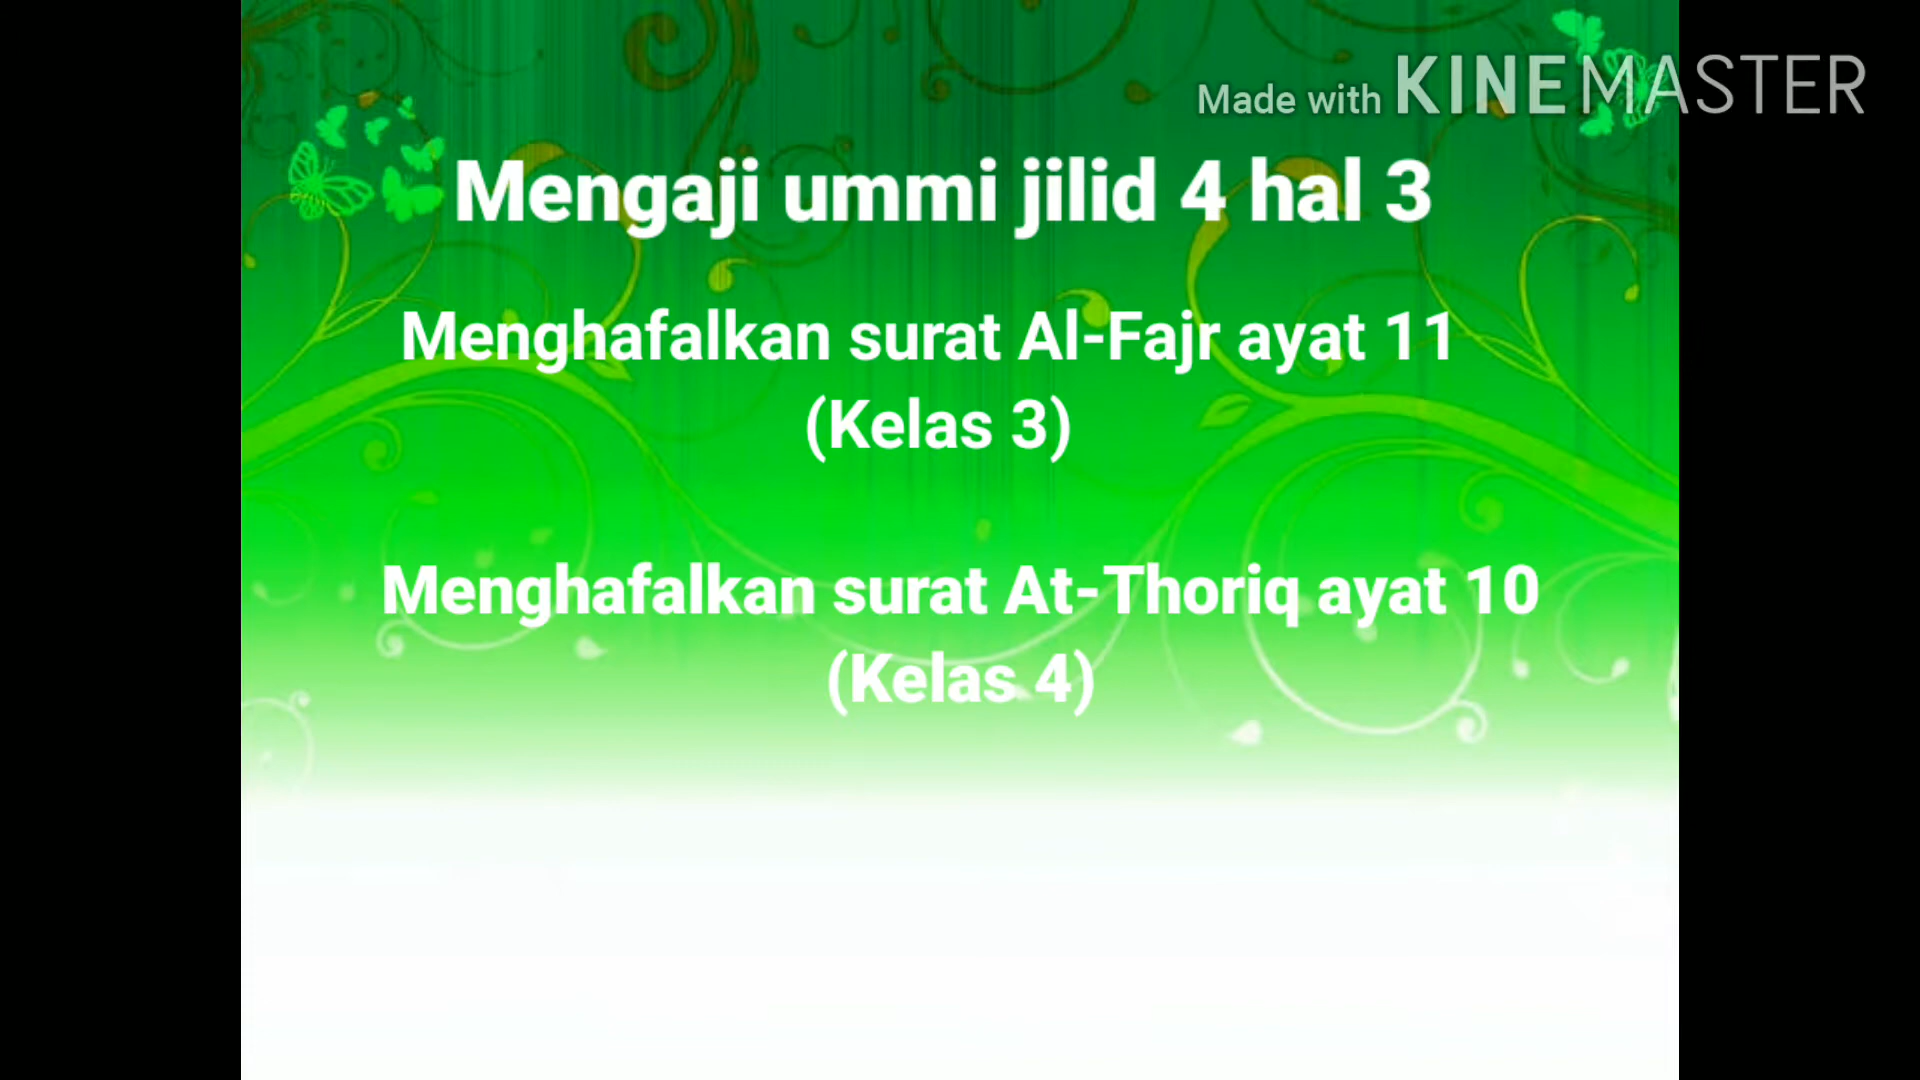 Made with KINEMASTER
Mengaji ummi jilid 4 hal 3
Menghafalkan surat Al-Fajr ayat 11
(Kelas 3)
Menghafalkan surat At-Thoriq ayat 10
(Kelas 4)